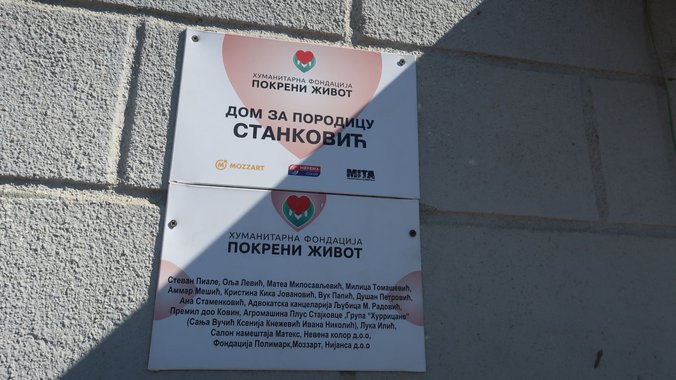 ХУМАНИТАРНА ФОНДАЦИЈА
ПОКРЕНИ ЖИВОТ
ДОМ ЗА ПОРОДИЦУ
СТАНКОВИЋ
MOZZART НЕВЕНА MITA
ХУМАНИТАРНА ФОНДАЦИЈА
ПОКРЕНИ ЖИВОТ
Стеван Пиале, Оља Левић, Матеа Милосављевић, Милица Томашевић,
Аммар Мешић, Кристина Кика Јовановић, Вук Папић, Душан Петровић,
Ана Стаменковић, Адвокатска канцеларија Љубица М. Радовић,
Премил доо Ковин, Агромашина Плус Стајковце ,Група "Хуррицане"
(Сања Вучић Ксенија Кнежевић Ивана Николић), Лука Илић,
Салон намештаја Матекс, Невена колор д.о.о,
Фондација Полимарк,Моззарт, Нијанса д.о.о